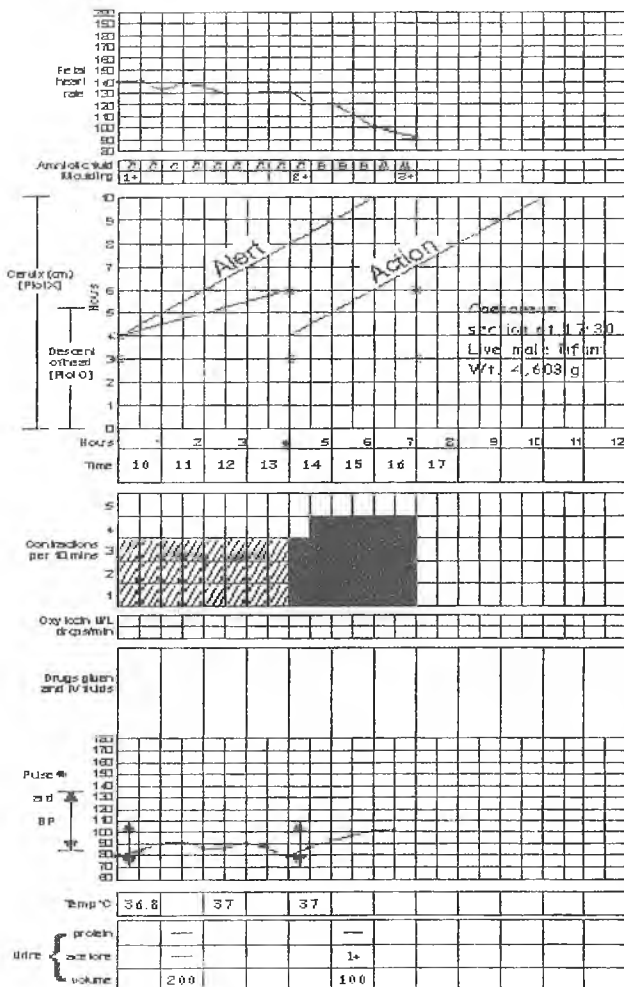 200
190
180
170
160
Fetal 150
heart 140
rate 130
120
110
100
90
80
Amniotic fluid C C C C C C C C C B B B M M
Moulding 1+ 2+ 3+
10
9
Alert
8
Action
Cervix (cm) 7
[Plot X] 6
Hours
Caesarean
5
section at 17:30
4
Live male infant
Descent
of head 3
Wt. 4,603 g
[Plot O] 2
1
0
Hours 1 2 3 4 5 6 7 8 9 10 11 12
Time 10 11 12 13 14 15 16 17
5
4
Contractions 3
per 10 mins 2
1
Oxytocin U/L
drops/min
Drugs given
and IV fluids
180
170
160
Pulse 150
140
and 130
120
BP 110
100
90
80
70
60
Temp °C 36.8 37 37
protein — —
Urine acetone — 1+
volume 200 100